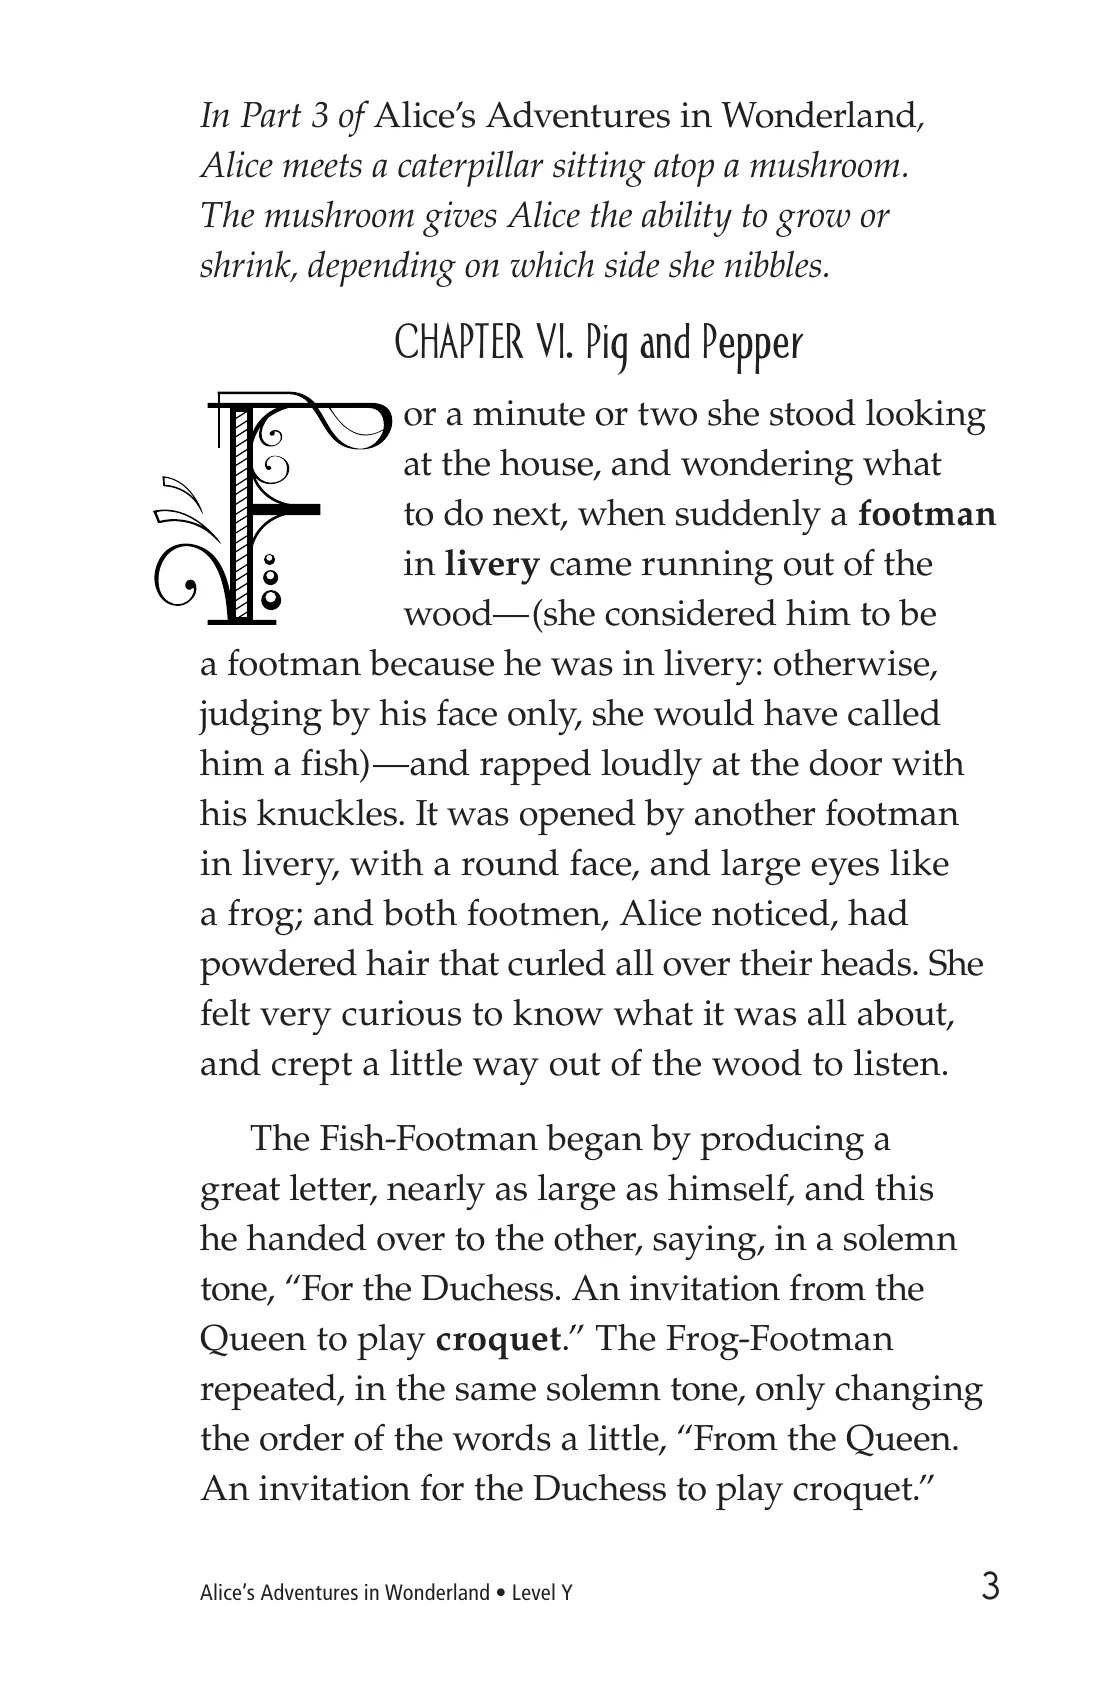 In Part 3 of Alice’s Adventures in Wonderland,
Alice meets a caterpillar sitting atop a mushroom.
The mushroom gives Alice the ability to grow or
shrink, depending on which side she nibbles.
CHAPTER VI. Pig and Pepper
For a minute or two she stood looking
at the house, and wondering what
to do next, when suddenly a footman
in livery came running out of the
wood—(she considered him to be
a footman because he was in livery: otherwise,
judging by his face only, she would have called
him a fish)—and rapped loudly at the door with
his knuckles. It was opened by another footman
in livery, with a round face, and large eyes like
a frog; and both footmen, Alice noticed, had
powdered hair that curled all over their heads. She
felt very curious to know what it was all about,
and crept a little way out of the wood to listen.
The Fish-Footman began by producing a
great letter, nearly as large as himself, and this
he handed over to the other, saying, in a solemn
tone, “For the Duchess. An invitation from the
Queen to play croquet.” The Frog-Footman
repeated, in the same solemn tone, only changing
the order of the words a little, “From the Queen.
An invitation for the Duchess to play croquet.”
Alice’s Adventures in Wonderland • Level Y
3